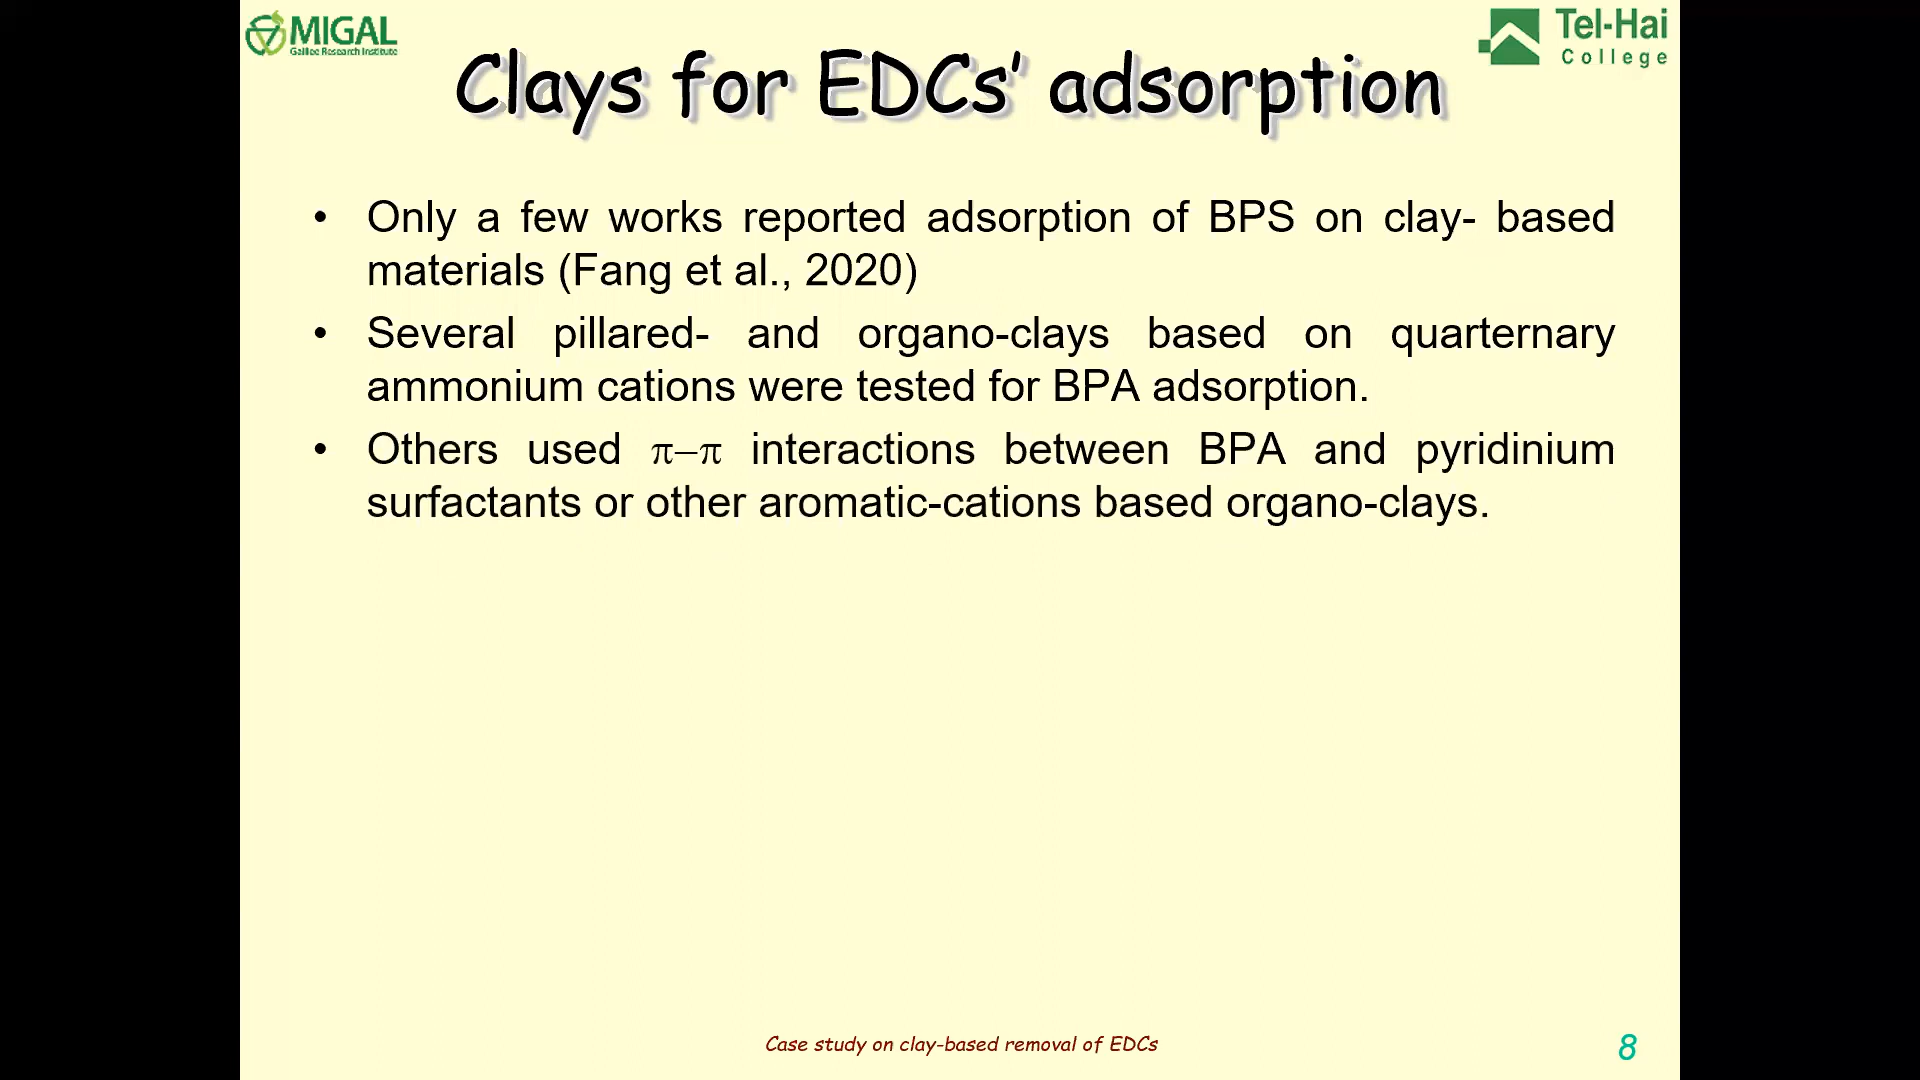 MIGAL
Galilee Research Institute
Tel-Hai
College
Clays for EDCs’ adsorption
• Only a few works reported adsorption of BPS on clay- based
materials (Fang et al., 2020)
• Several pillared- and organo-clays based on quarternary
ammonium cations were tested for BPA adsorption.
• Others used π–π interactions between BPA and pyridinium
surfactants or other aromatic-cations based organo-clays.
Case study on clay-based removal of EDCs
8